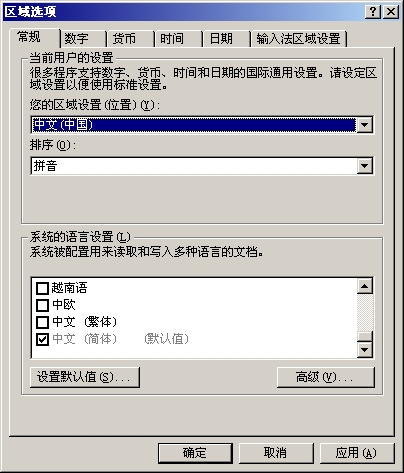 区域选项
常规
数字
货币
时间
日期
输入法区域设置
当前用户的设置
很多程序支持数字、货币、时间和日期的国际通用设置。请设定区
域设置以便使用标准设置。
您的区域设置(位置)(Y):
中文(中国)
排序(O):
拼音
系统的语言设置(L)
系统被配置用来读取和写入多种语言的文档。
越南语
中欧
中文 (繁体)
中文 (简体) (默认值)
设置默认值(S)...
高级(V)...
确定
取消
应用(A)